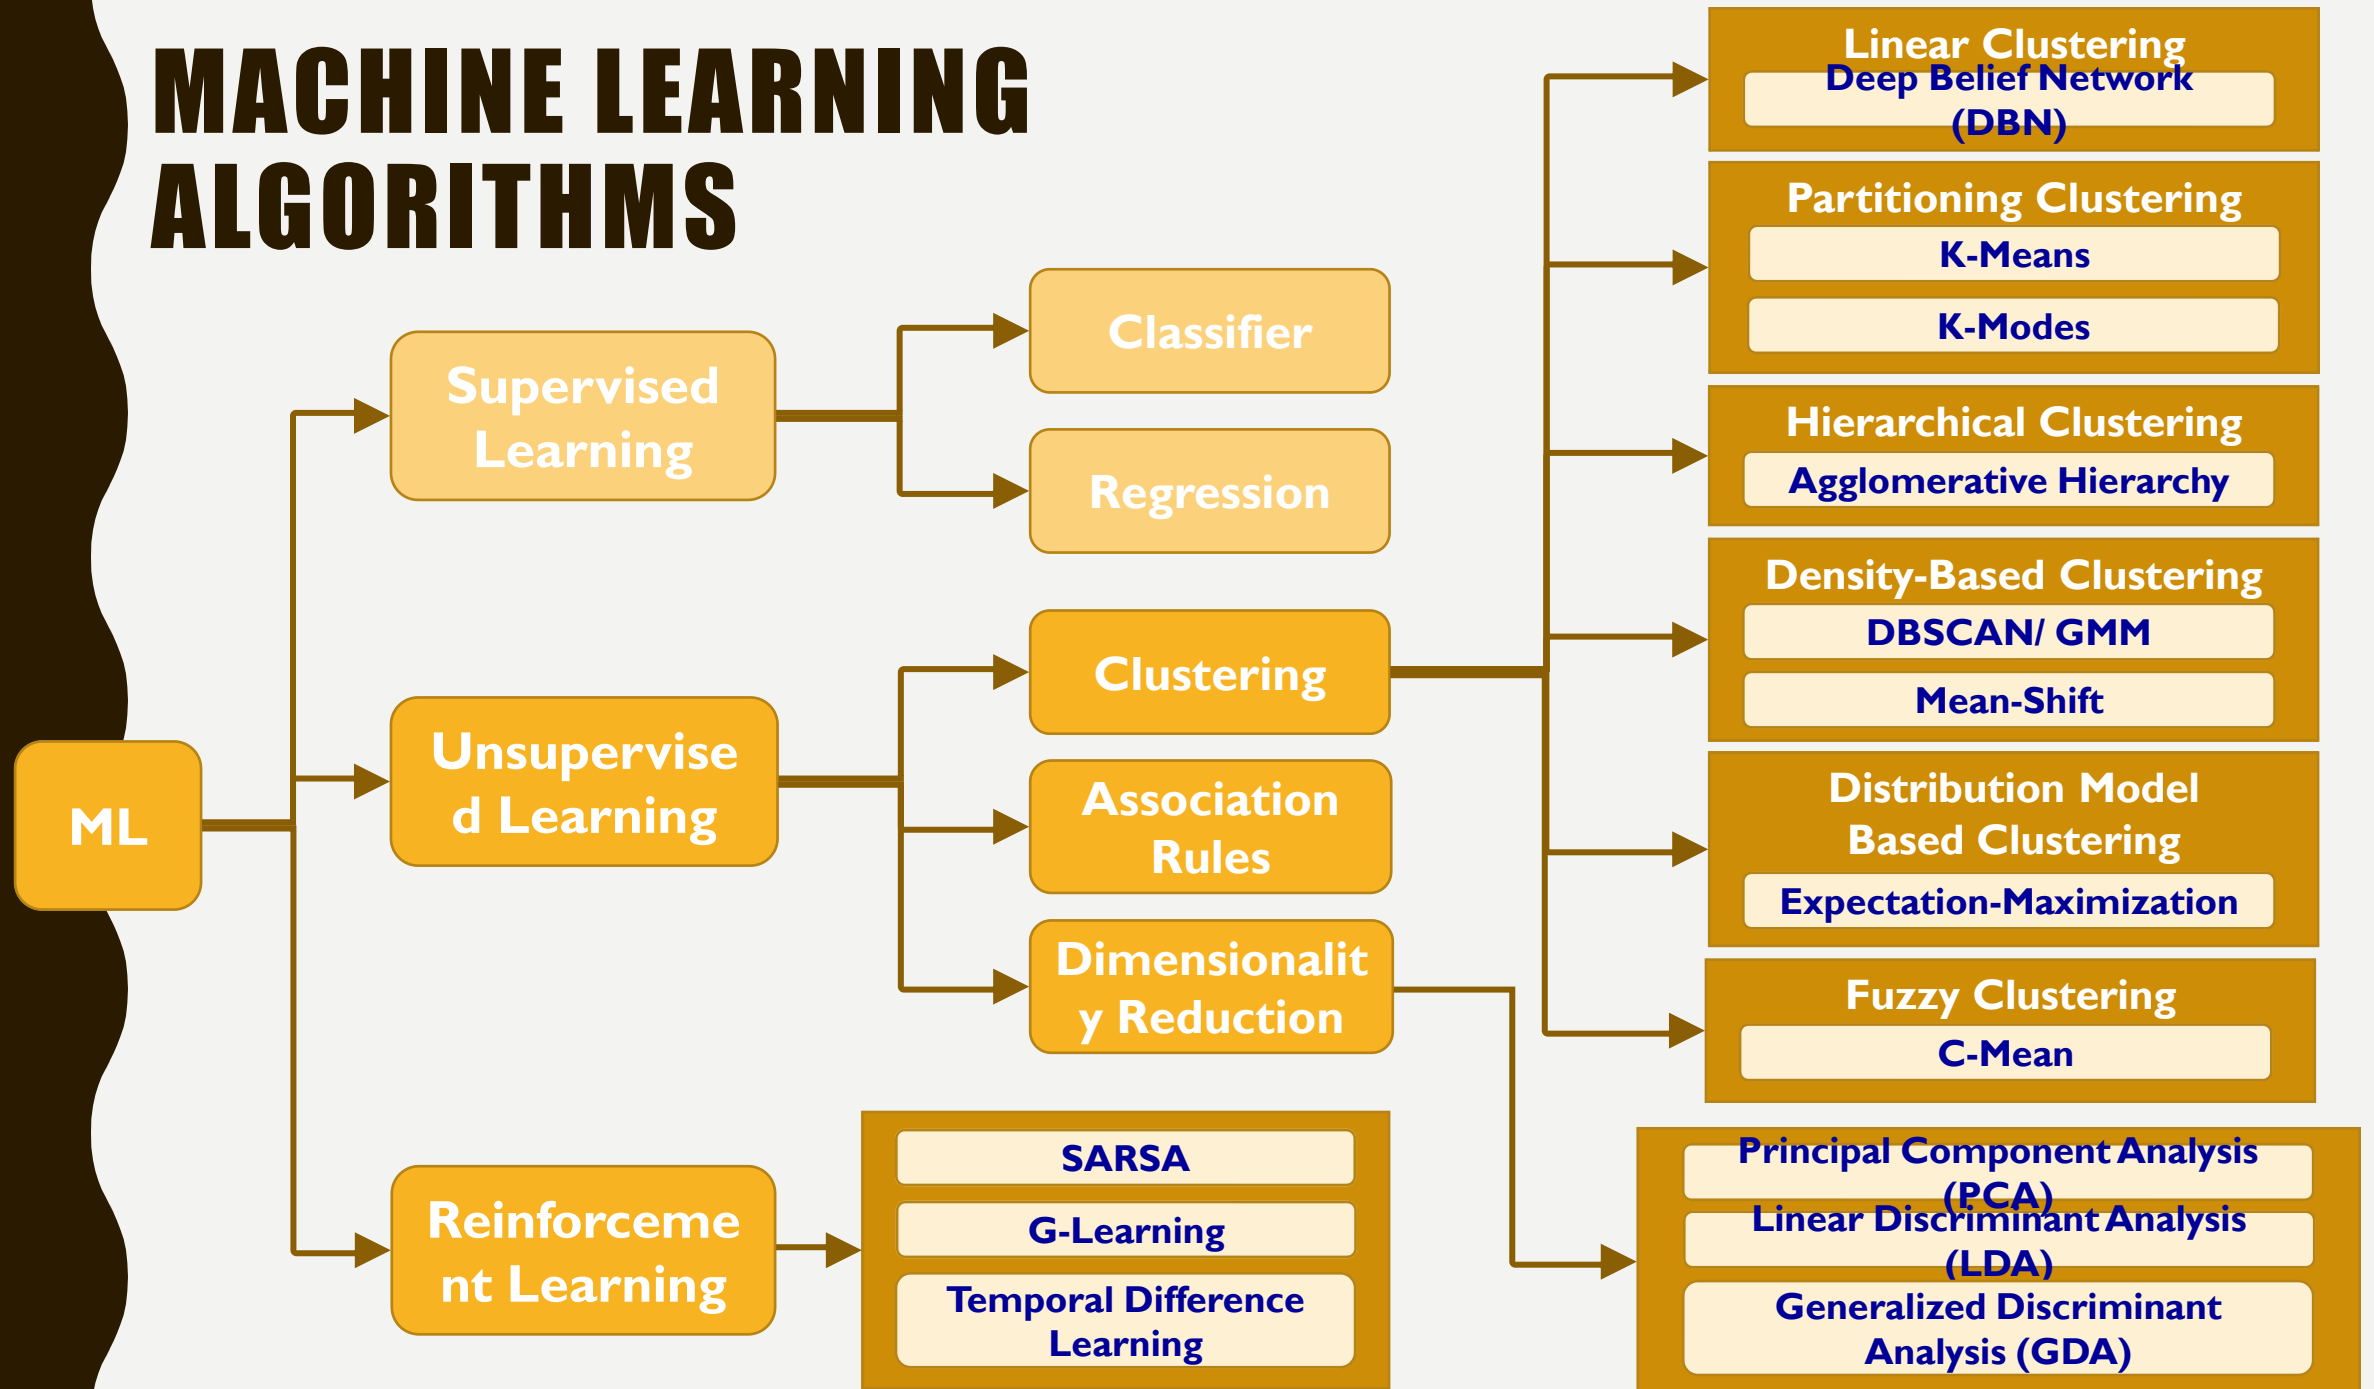 MACHINE LEARNING
ALGORITHMS
ML
Supervised
Learning
Classifier
Regression
Unsupervise
d Learning
Clustering
Association
Rules
Dimensionalit
y Reduction
Reinforceme
nt Learning
SARSA
G-Learning
Temporal Difference
Learning
Linear Clustering
Deep Belief Network
(DBN)
Partitioning Clustering
K-Means
K-Modes
Hierarchical Clustering
Agglomerative Hierarchy
Density-Based Clustering
DBSCAN/ GMM
Mean-Shift
Distribution Model
Based Clustering
Expectation-Maximization
Fuzzy Clustering
C-Mean
Principal Component Analysis
(PCA)
Linear Discriminant Analysis
(LDA)
Generalized Discriminant
Analysis (GDA)